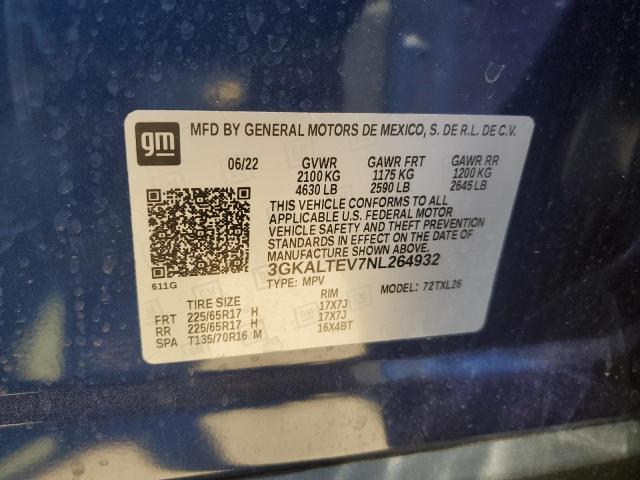 gm
MFD BY GENERAL MOTORS DE MEXICO, S. DE R.L. DE C.V.
06/22 GVWR GAWR FRT GAWR RR
2100 KG 1175 KG 1200 KG
4630 LB 2590 LB 2645 LB
THIS VEHICLE CONFORMS TO ALL
APPLICABLE U.S. FEDERAL MOTOR
VEHICLE SAFETY AND THEFT PREVENTION
STANDARDS IN EFFECT ON THE DATE OF
MANUFACTURE SHOWN ABOVE.
3GKALTEV7NL264932
611G
TYPE: MPV MODEL: 72TXL26
TIRE SIZE RIM
FRT 225/65R17 H 17X7J
RR 225/65R17 H 17X7J
SPA T135/70R16 M 16X4BT